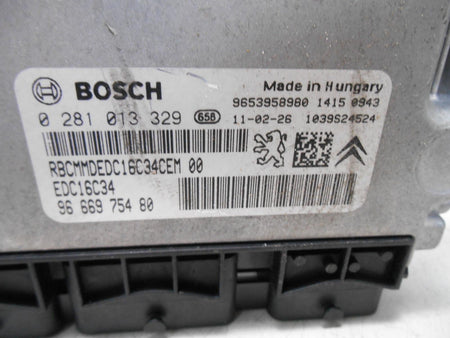 BOSCH
Made in Hungary
9653958980 1415 0943
0 281 013 329 658 11-02-26 1039S24524
RBCMMDEDC16C34CEM 00
EDC16C34
96 669 754 80